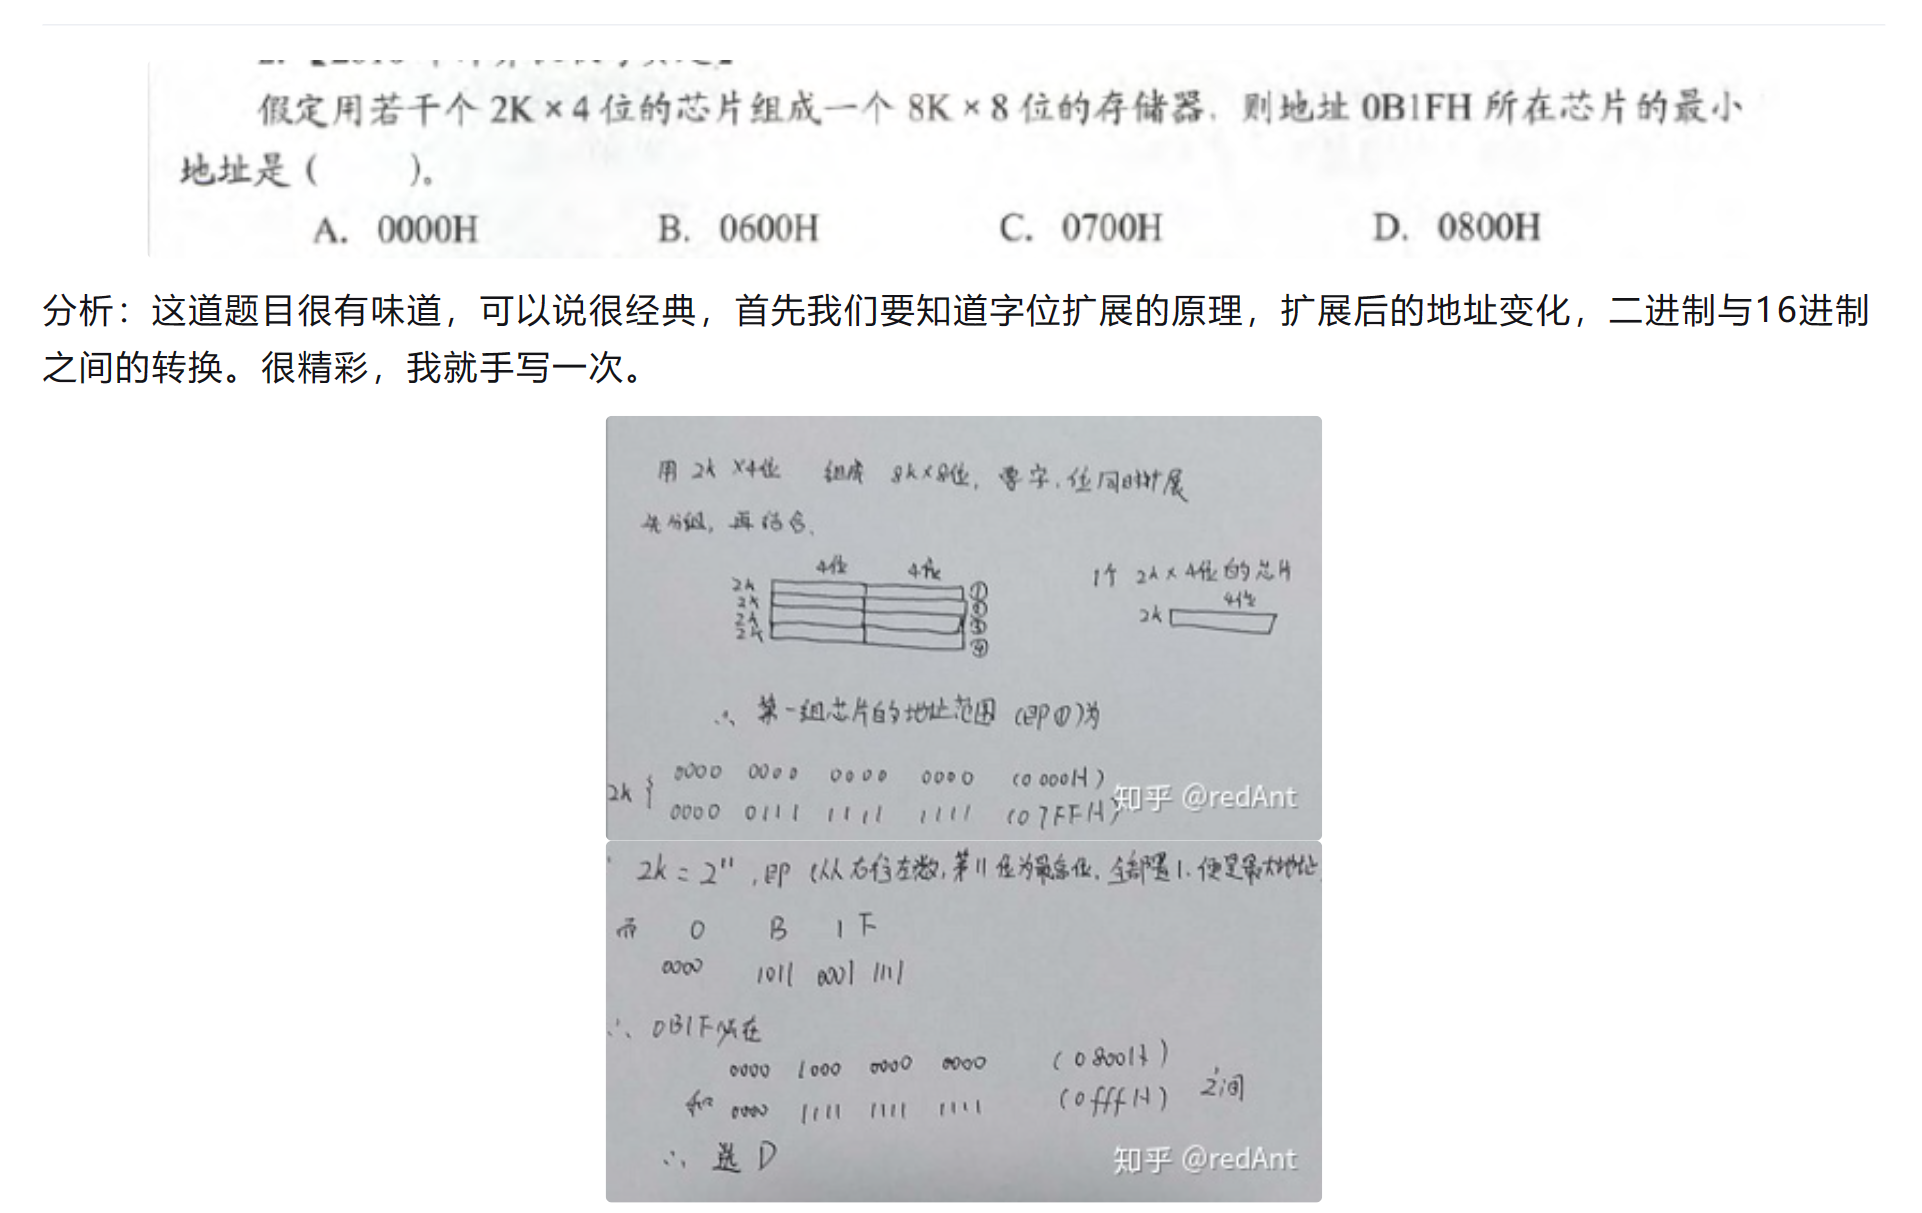 假定用若干个 2K × 4 位的芯片组成一个 8K × 8 位的存储器，则地址 0B1FH 所在芯片的最小
地址是（  ）。
A. 0000H B. 0600H C. 0700H D. 0800H
分析：这道题目很有味道，可以说很经典，首先我们要知道字位扩展的原理，扩展后的地址变化，二进制与16进制
之间的转换。很精彩，我就手写一次。
用 2k ×4位 组成 8k×8位，要字、位同时扩展
先分组，再结合、
4位 4位
2k ①
2k ②
2k ③
2k ④
1个 2k × 4位的芯片
4位
2k
∴ 第一组芯片的地址范围 (即①)为
2k { 0000 0000 0000 0000 (0000H)
0000 0111 1111 1111 (07FFH)
知乎 @redAnt
2k = 2¹¹，即 (从右往左数，第11位为最高位，全部置1、便是最大地址
而 0 B 1 F
0000 1011 0001 1111
∴ 0B1F所在
0000 1000 0000 0000 (0800H)
和 0000 1111 1111 1111 (0fffH) 之间
∴ 选 D
知乎 @redAnt